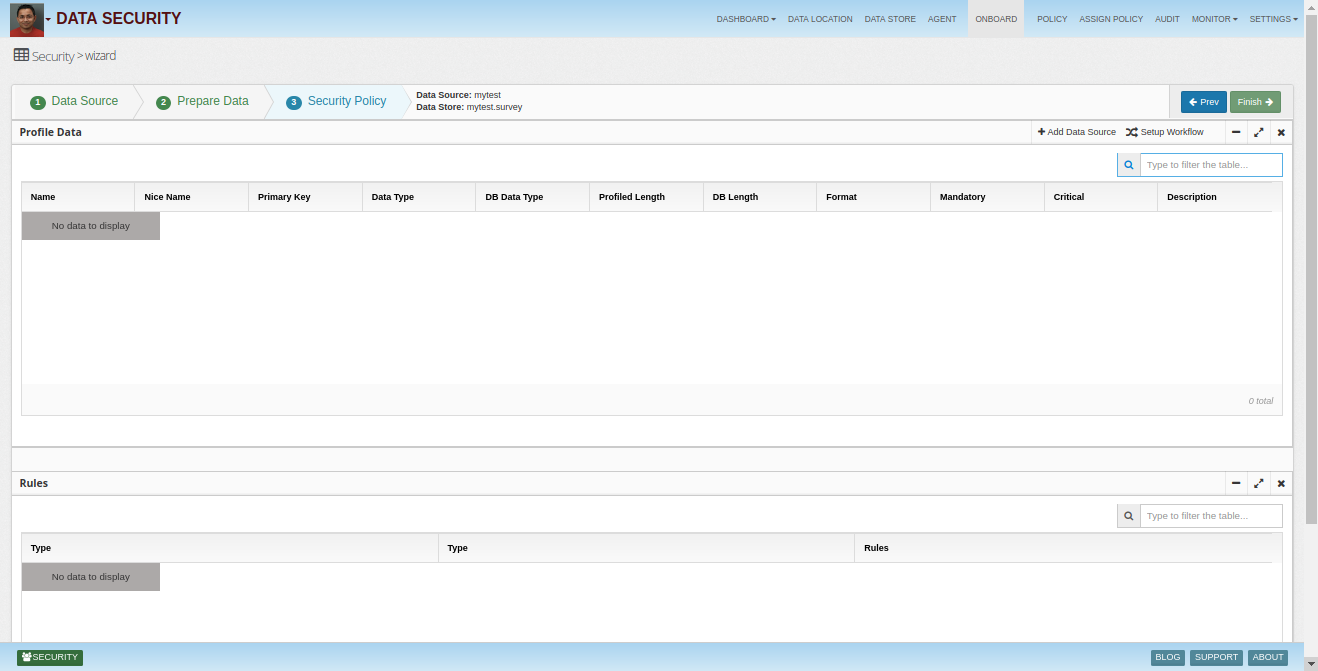 DATA SECURITY
DASHBOARD DATA LOCATION DATA STORE AGENT ONBOARD POLICY ASSIGN POLICY AUDIT MONITOR SETTINGS
Security > wizard
1 Data Source 2 Prepare Data 3 Security Policy
Data Source: mytest
Data Store: mytest.survey
Prev Finish
Profile Data
Add Data Source Setup Workflow
Type to filter the table...
Name Nice Name Primary Key Data Type DB Data Type Profiled Length DB Length Format Mandatory Critical Description
No data to display
0 total
Rules
Type to filter the table...
Type Type Rules
No data to display
SECURITY
BLOG SUPPORT ABOUT